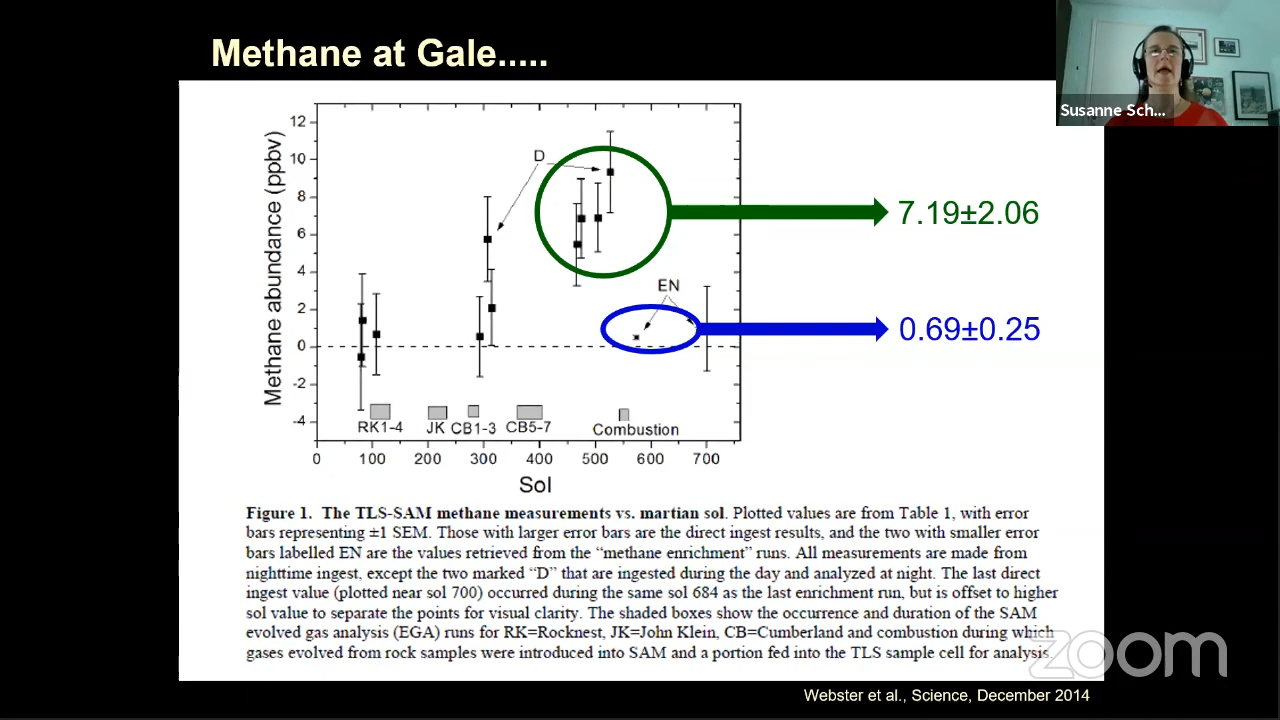 Methane at Gale.....
Susanne Sch...
Methane abundance (ppbv)
12
10
8
6
4
2
0
-2
-4
D
EN
7.19±2.06
0.69±0.25
RK1-4 JK CB1-3 CB5-7 Combustion
0 100 200 300 400 500 600 700
Sol
Figure 1. The TLS-SAM methane measurements vs. martian sol. Plotted values are from Table 1, with error
bars representing ±1 SEM. Those with larger error bars are the direct ingest results, and the two with smaller error
bars labelled EN are the values retrieved from the “methane enrichment” runs. All measurements are made from
nighttime ingest, except the two marked “D” that are ingested during the day and analyzed at night. The last direct
ingest value (plotted near sol 700) occurred during the same sol 684 as the last enrichment run, but is offset to higher
sol value to separate the points for visual clarity. The shaded boxes show the occurrence and duration of the SAM
evolved gas analysis (EGA) runs for RK=Rocknest, JK=John Klein, CB=Cumberland and combustion during which
gases evolved from rock samples were introduced into SAM and a portion fed into the TLS sample cell for analysis.
zoom
Webster et al., Science, December 2014